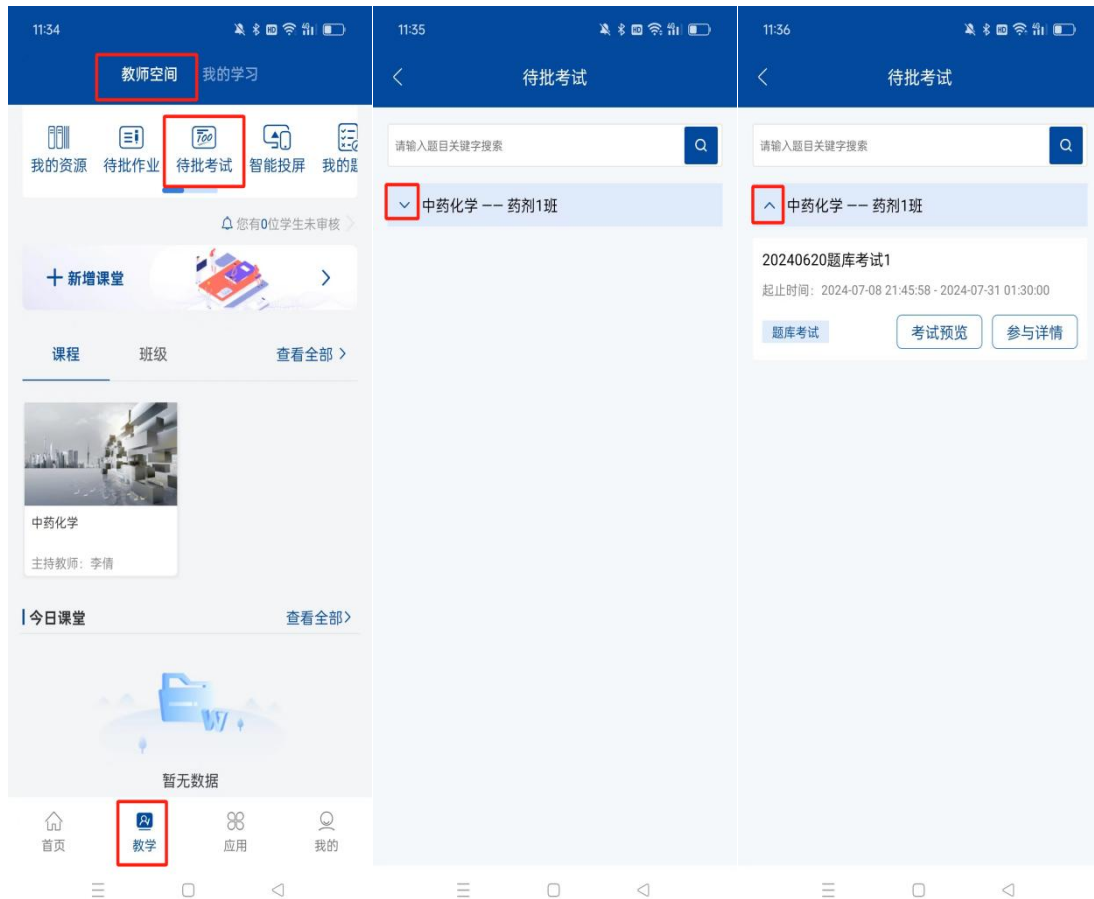 11:34
教师空间 我的学习
我的资源 待批作业 待批考试 智能投屏 我的题
您有0位学生未审核
新增课堂
课程 班级 查看全部
中药化学
主持教师：李倩
今日课堂 查看全部
暂无数据
首页 教学 应用 我的
11:35
待批考试
请输入题目关键字搜索
中药化学 —— 药剂1班
11:36
待批考试
请输入题目关键字搜索
中药化学 —— 药剂1班
20240620题库考试1
起止时间：2024-07-08 21:45:58 - 2024-07-31 01:30:00
题库考试 考试预览 参与详情